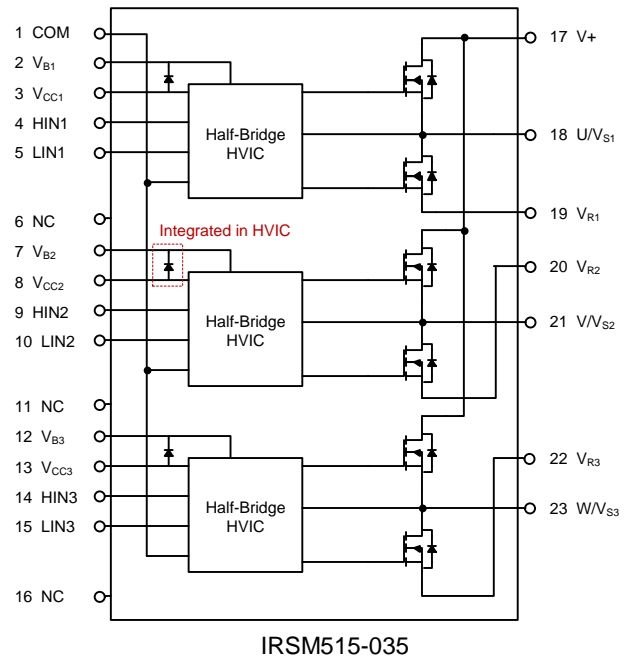 1 COM
2 VB1
3 VCC1
4 HIN1
5 LIN1
6 NC
7 VB2
8 VCC2
9 HIN2
10 LIN2
11 NC
12 VB3
13 VCC3
14 HIN3
15 LIN3
16 NC
Half-Bridge
HVIC
Integrated in HVIC
Half-Bridge
HVIC
Half-Bridge
HVIC
17 V+
18 U/VS1
19 VR1
20 VR2
21 V/VS2
22 VR3
23 W/VS3
IRSM515-035